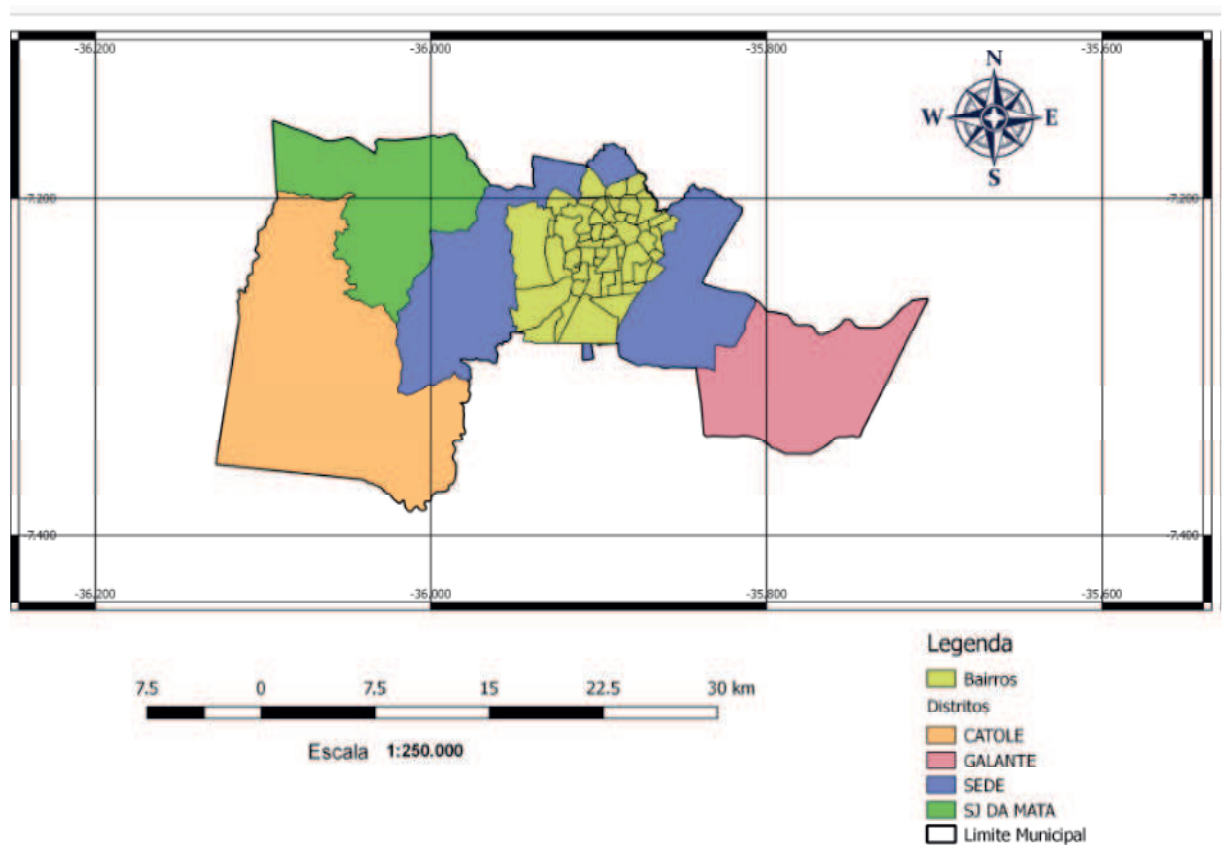 -36.200 -36.000 -35.800 -35.600
N
W E
S
-7.200 -7.200
-7.400 -7.400
-36.200 -36.000 -35.800 -35.600
Legenda
Bairros
Distritos
CATOLE
GALANTE
SEDE
SJ DA MATA
Limite Municipal
7.5 0 7.5 15 22.5 30 km
Escala 1:250.000